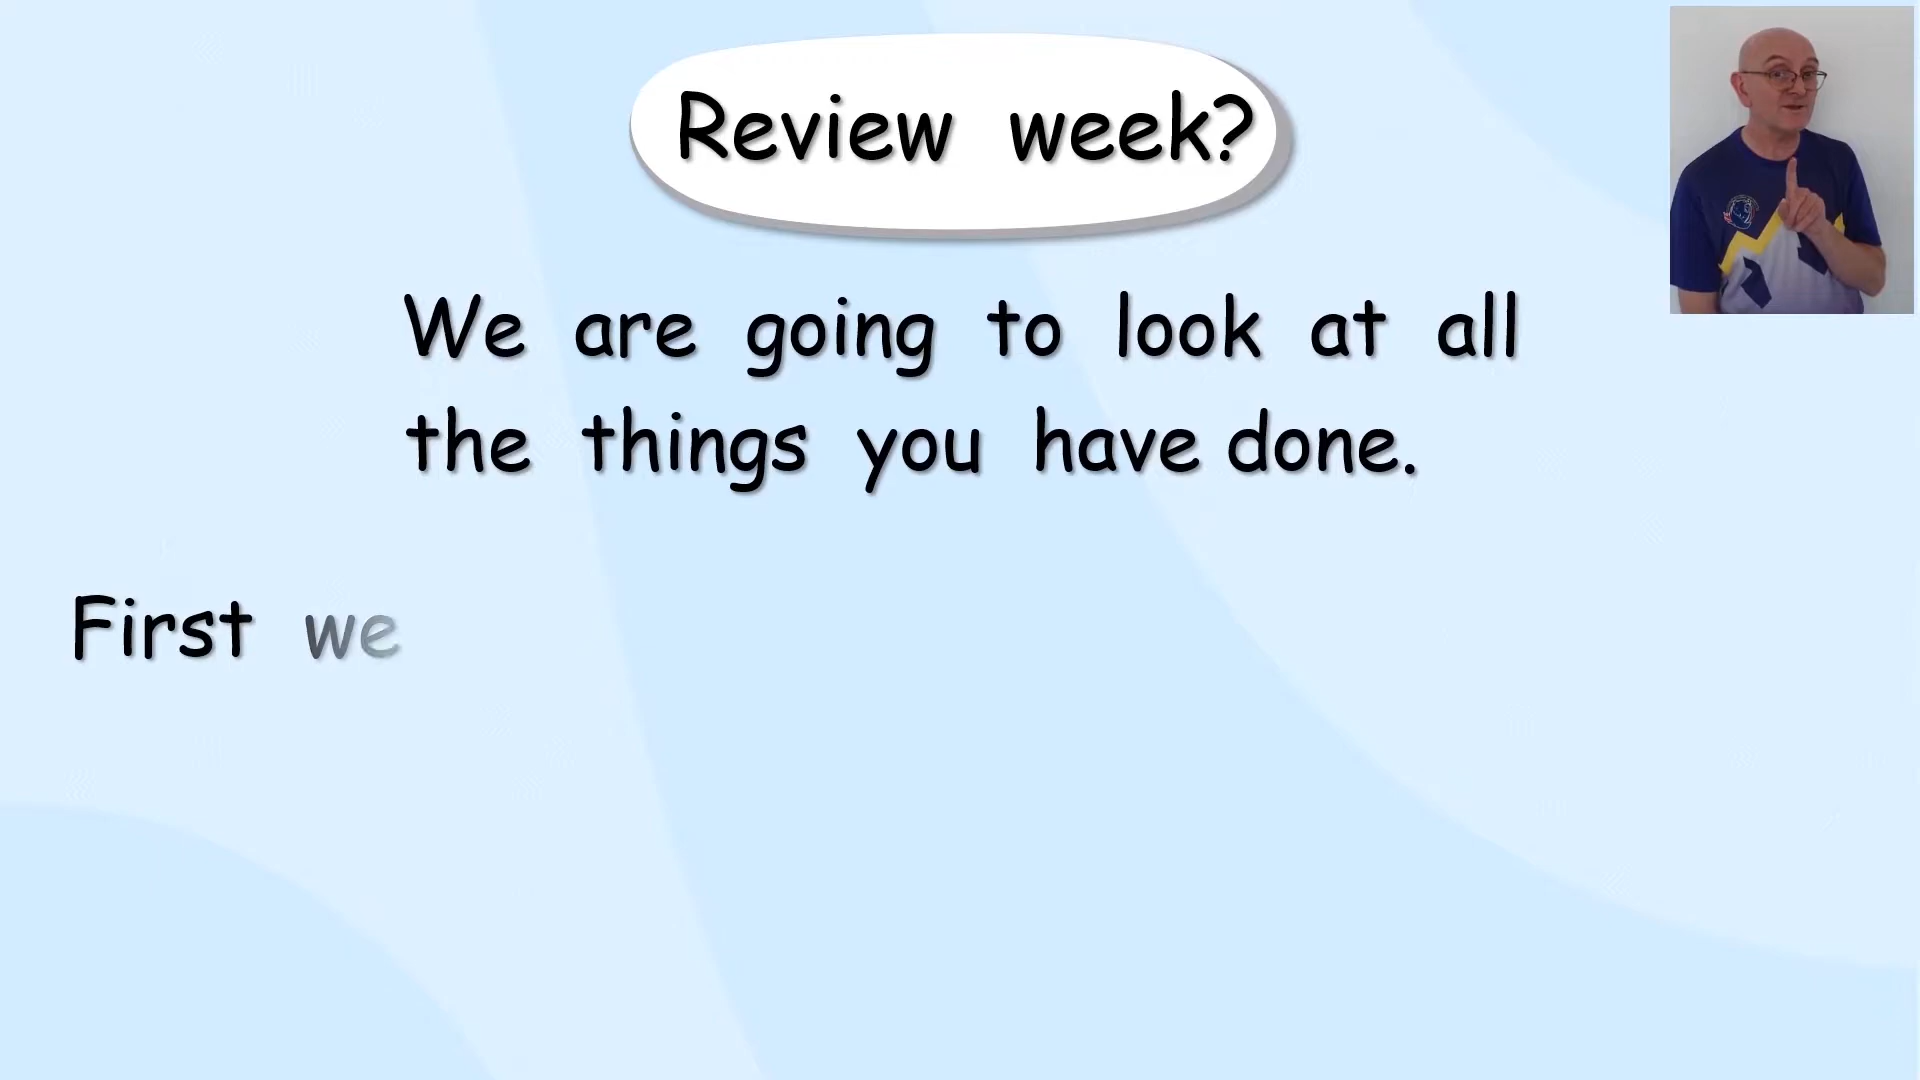 Review week?
We are going to look at all
the things you have done.
First we